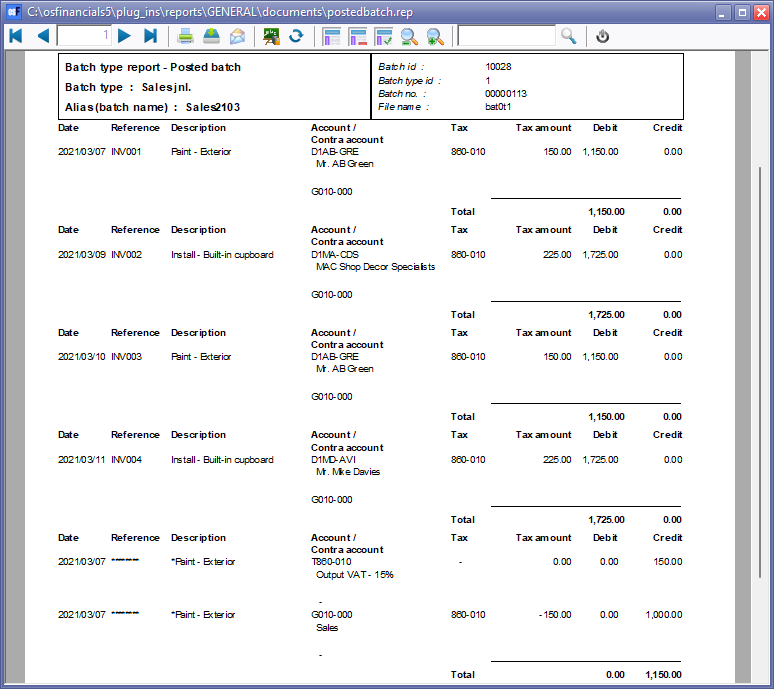 C:\osfinancials5\plug_ins\reports\GENERAL\documents\postedbatch.rep
1
Batch type report - Posted batch
Batch type : Sales jnl.
Alias (batch name) : Sales2103
Batch id : 10028
Batch type id : 1
Batch no. : 00000113
File name : bat0t1
Date Reference Description Account / Tax Tax amount Debit Credit
Contra account
2021/03/07 INV001 Paint - Exterior D1AB-GRE 860-010 150.00 1,150.00 0.00
Mr. AB Green
G010-000
Total 1,150.00 0.00
Date Reference Description Account / Tax Tax amount Debit Credit
Contra account
2021/03/09 INV002 Install - Built-in cupboard D1MA-CDS 860-010 225.00 1,725.00 0.00
MAC Shop Decor Specialists
G010-000
Total 1,725.00 0.00
Date Reference Description Account / Tax Tax amount Debit Credit
Contra account
2021/03/10 INV003 Paint - Exterior D1AB-GRE 860-010 150.00 1,150.00 0.00
Mr. AB Green
G010-000
Total 1,150.00 0.00
Date Reference Description Account / Tax Tax amount Debit Credit
Contra account
2021/03/11 INV004 Install - Built-in cupboard D1MD-AVI 860-010 225.00 1,725.00 0.00
Mr. Mike Davies
G010-000
Total 1,725.00 0.00
Date Reference Description Account / Tax Tax amount Debit Credit
Contra account
2021/03/07 ******** *Paint - Exterior T860-010 - 0.00 0.00 150.00
Output VAT - 15%
-
2021/03/07 ******** *Paint - Exterior G010-000 860-010 -150.00 0.00 1,000.00
Sales
-
Total 0.00 1,150.00